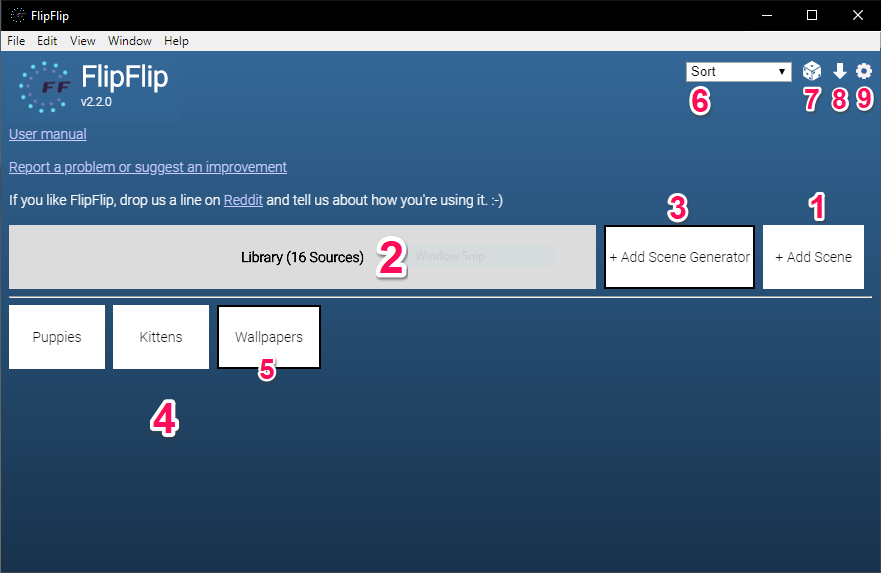 FlipFlip
File Edit View Window Help
FF FlipFlip
v2.2.0
Sort
6 7 8 9
User manual
Report a problem or suggest an improvement
If you like FlipFlip, drop us a line on Reddit and tell us about how you're using it. :-)
3 1
Library (16 Sources) 2 Window Snip + Add Scene Generator + Add Scene
Puppies Kittens Wallpapers
5
4